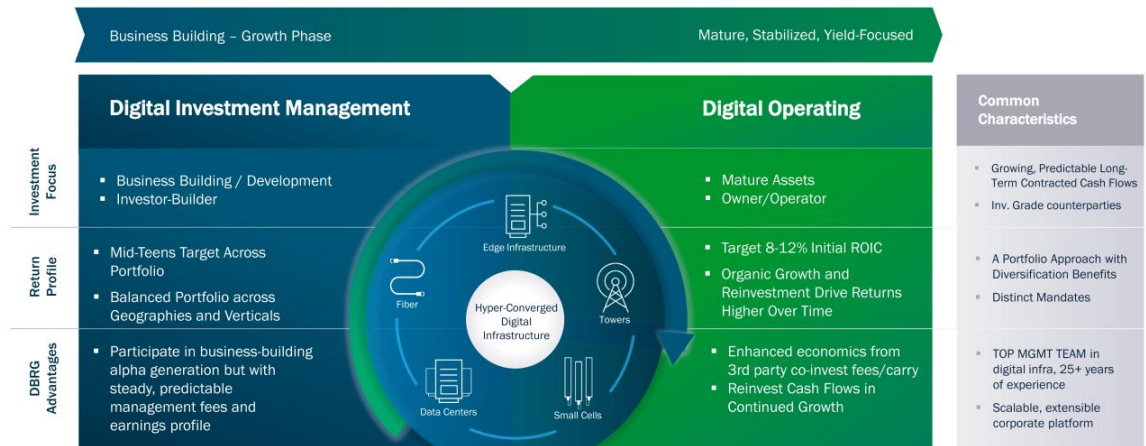 Business Building – Growth Phase
Mature, Stabilized, Yield-Focused
Digital Investment Management
Digital Operating
Common
Characteristics
Investment
Focus
▪ Business Building / Development
▪ Investor-Builder
▪ Mature Assets
▪ Owner/Operator
▪ Growing, Predictable Long-
Term Contracted Cash Flows
▪ Inv. Grade counterparties
Return
Profile
▪ Mid-Teens Target Across
Portfolio
▪ Balanced Portfolio across
Geographies and Verticals
▪ Target 8-12% Initial ROIC
▪ Organic Growth and
Reinvestment Drive Returns
Higher Over Time
▪ A Portfolio Approach with
Diversification Benefits
▪ Distinct Mandates
DBRG
Advantages
▪ Participate in business-building
alpha generation but with
steady, predictable
management fees and
earnings profile
▪ Enhanced economics from
3rd party co-invest fees/carry
▪ Reinvest Cash Flows in
Continued Growth
▪ TOP MGMT TEAM in
digital infra, 25+ years
of experience
▪ Scalable, extensible
corporate platform
Edge Infrastructure
Fiber
Towers
Hyper-Converged
Digital
Infrastructure
Data Centers
Small Cells